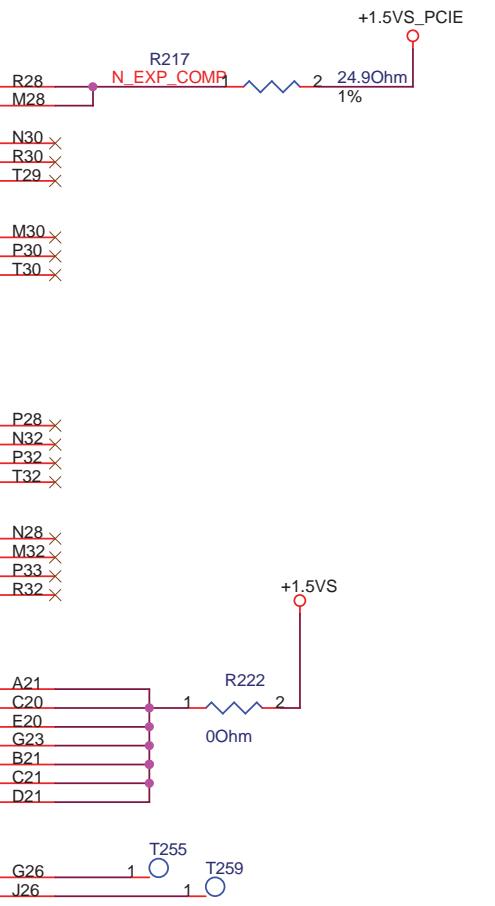 +1.5VS_PCIE
R217
R28 N_EXP_COMP 1 2 24.9Ohm
M28 1%
N30
R30
T29
M30
P30
T30
P28
N32
P32
T32
N28
M32
P33
R32
+1.5VS
A21 R222
C20 1 2
E20
G23 0Ohm
B21
C21
D21
T255
G26 1 T259
J26 1